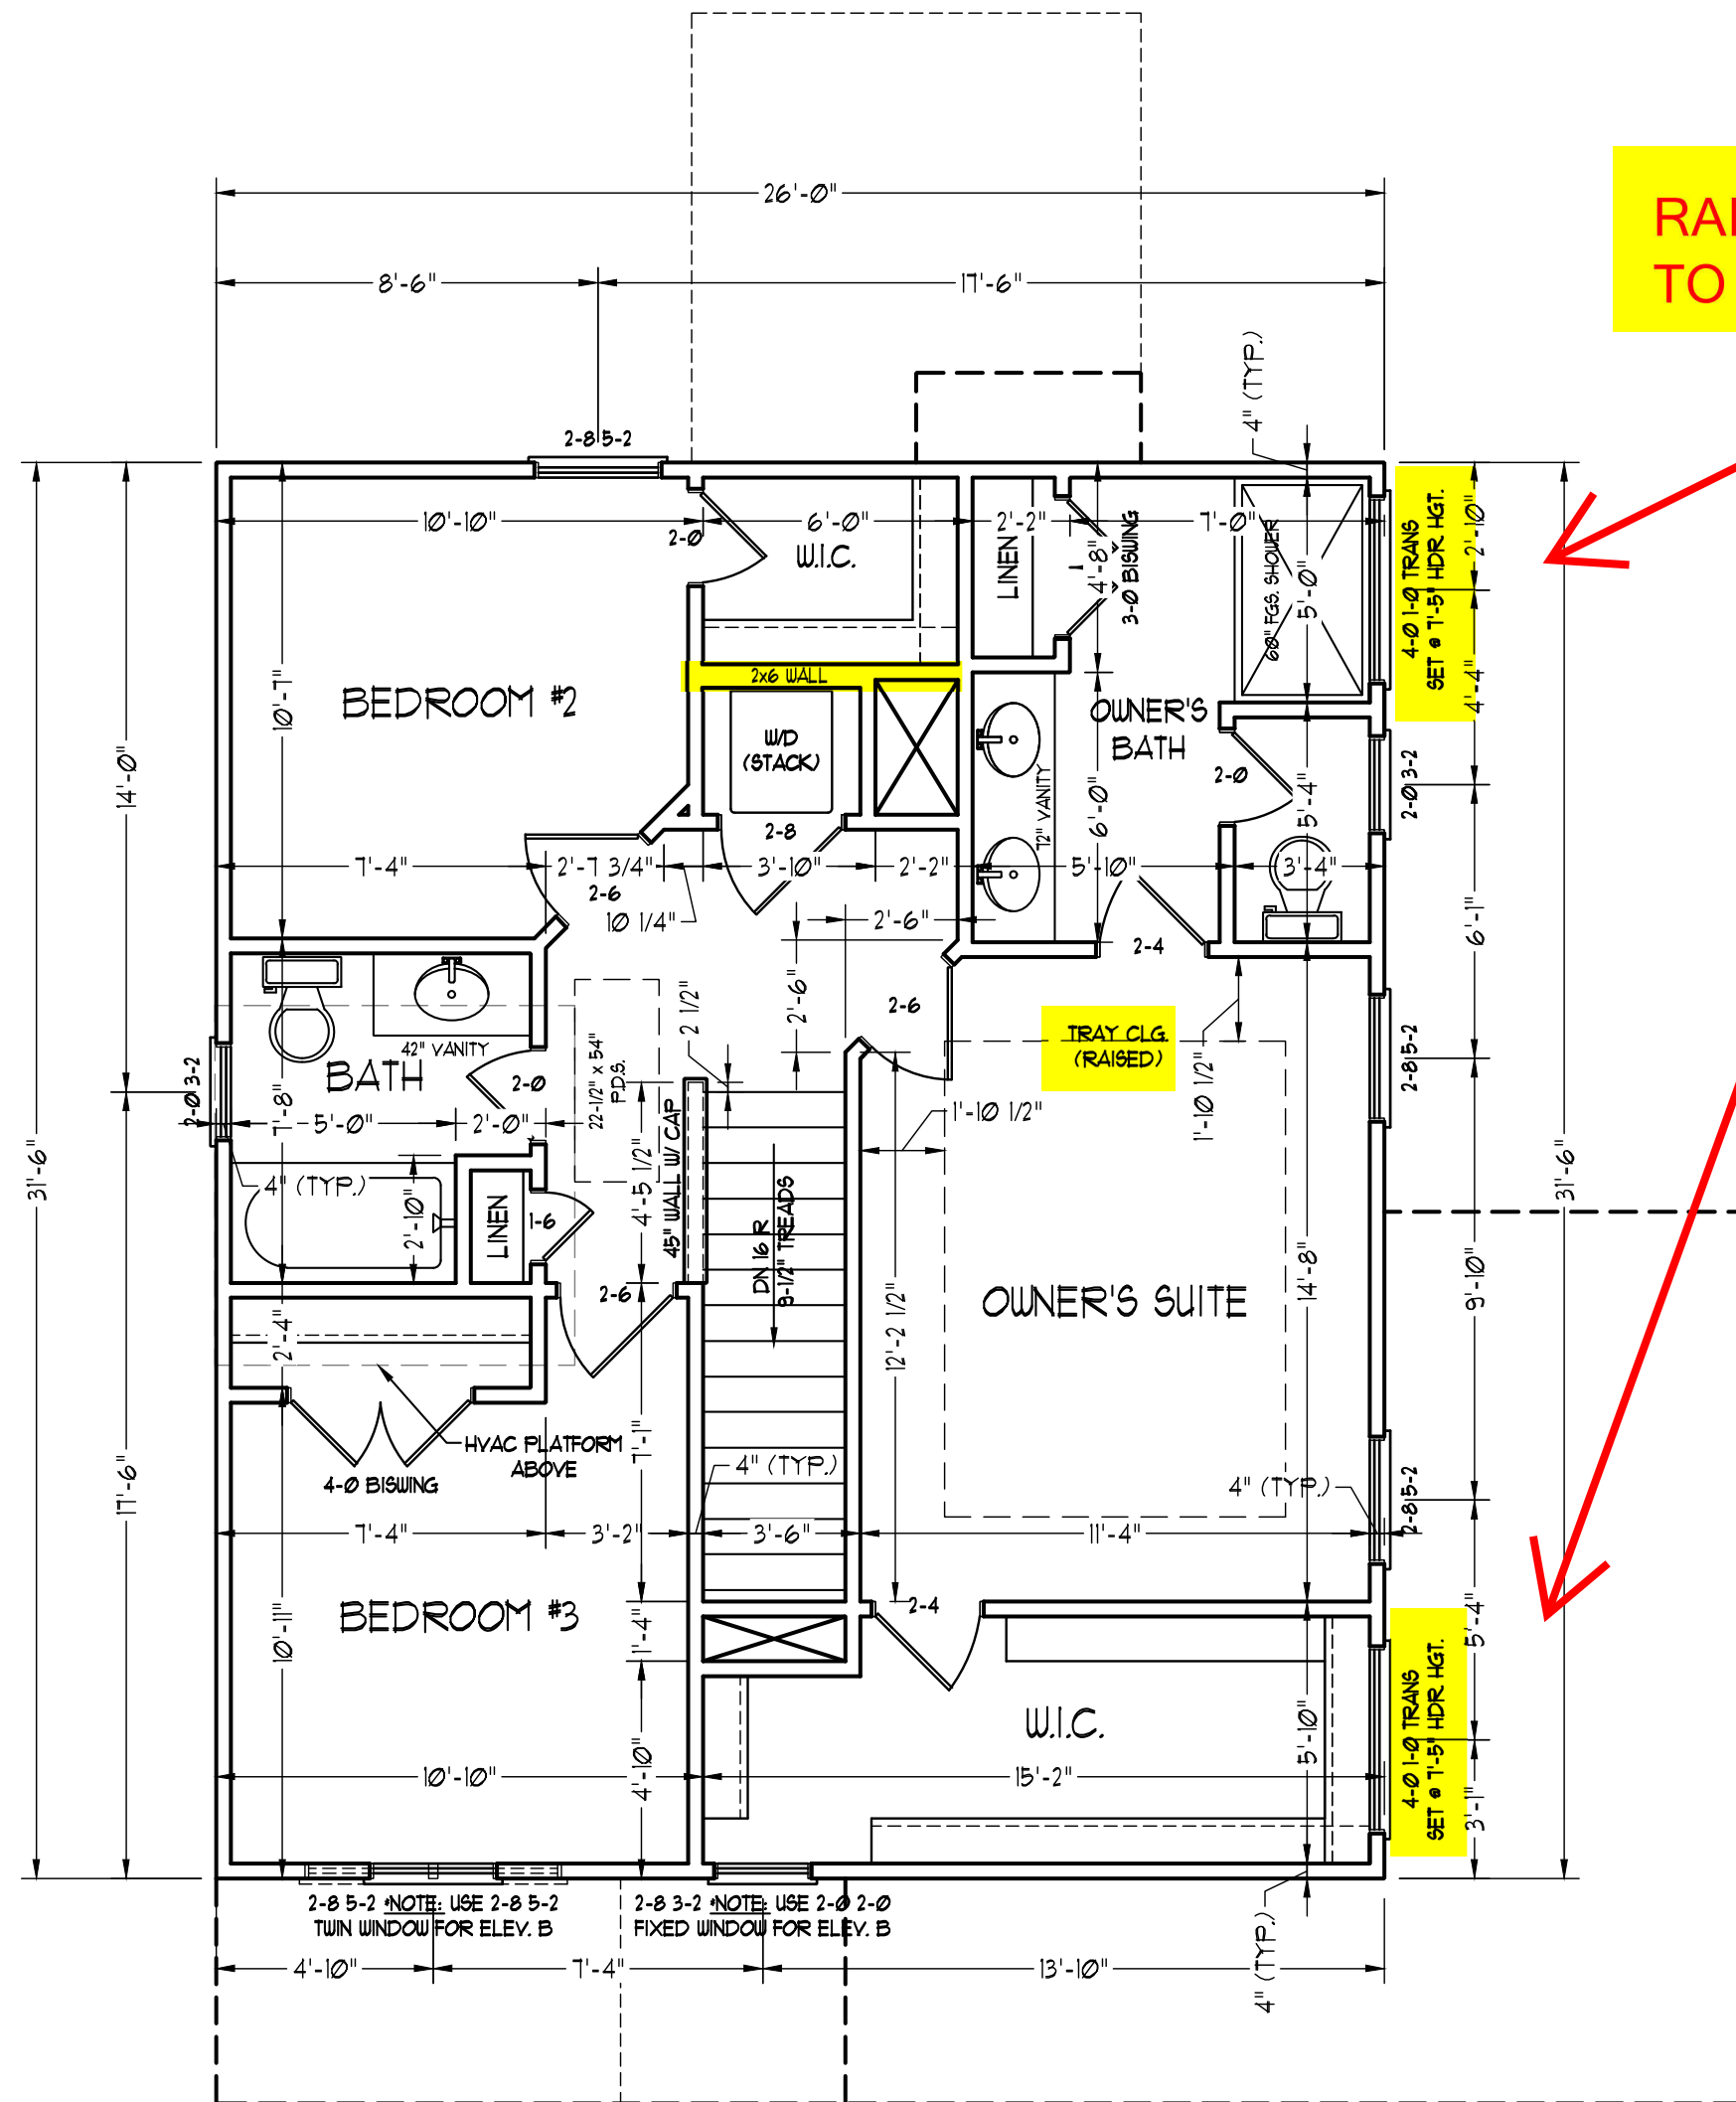 26'-0"
RAI
TO
8'-6"
17'-6"
4" (TYP.)
2-8 5-2
10'-10"
2-0
6'-0"
W.I.C.
2'-2"
LINEN
4'-8"
3-0 BISWING
7'-0"
60" FGS. SHOWER
5'-0"
4-0 1-0 TRANS
SET @ 7'-5" HDR. HGT.
2'-10"
4'-4"
2x6 WALL
BEDROOM #2
10'-7"
W/D
(STACK)
2-8
OWNER'S
BATH
72" VANITY
6'-0"
2-0
5'-4"
2-0 3-2
14'-0"
7'-4"
2'-7 3/4"
3'-10"
2'-2"
5'-10"
3'-4"
2-6
10 1/4"
2'-6"
2-4
6'-1"
2'-6"
2-6
TRAY CLG.
(RAISED)
1'-10 1/2"
2-8 5-2
42" VANITY
BATH
2-0 3-2
7'-8"
5'-0"
2'-0"
2-0
22-1/2" x 54"
P.D.S.
2 1/2"
1'-10 1/2"
31'-6"
31'-6"
4" (TYP.)
2'-10"
LINEN
1-6
4'-5 1/2"
45" WALL W/ CAP
DN 16 R
9-1/2" TREADS
2-6
12'-2 1/2"
OWNER'S SUITE
14'-8"
9'-10"
2'-4"
HVAC PLATFORM
ABOVE
4-0 BISWING
7'-1"
4" (TYP.)
4" (TYP.)
2-8 5-2
17'-6"
7'-4"
3'-2"
3'-6"
11'-4"
BEDROOM #3
10'-11"
1'-4"
2-4
5'-4"
4'-10"
W.I.C.
5'-10"
4-0 1-0 TRANS
SET @ 7'-5" HDR. HGT.
3'-1"
10'-10"
15'-2"
2-8 5-2 *NOTE: USE 2-8 5-2
TWIN WINDOW FOR ELEV. B
2-8 3-2 *NOTE: USE 2-0 2-0
FIXED WINDOW FOR ELEV. B
4" (TYP.)
4'-10"
7'-4"
13'-10"